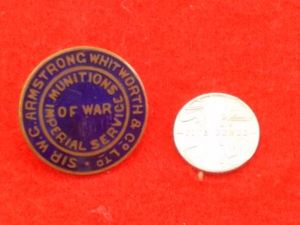 SIR W.G. ARMSTRONG WHITWORTH & CO LTD
MUNITIONS
OF WAR
IMPERIAL SERVICE